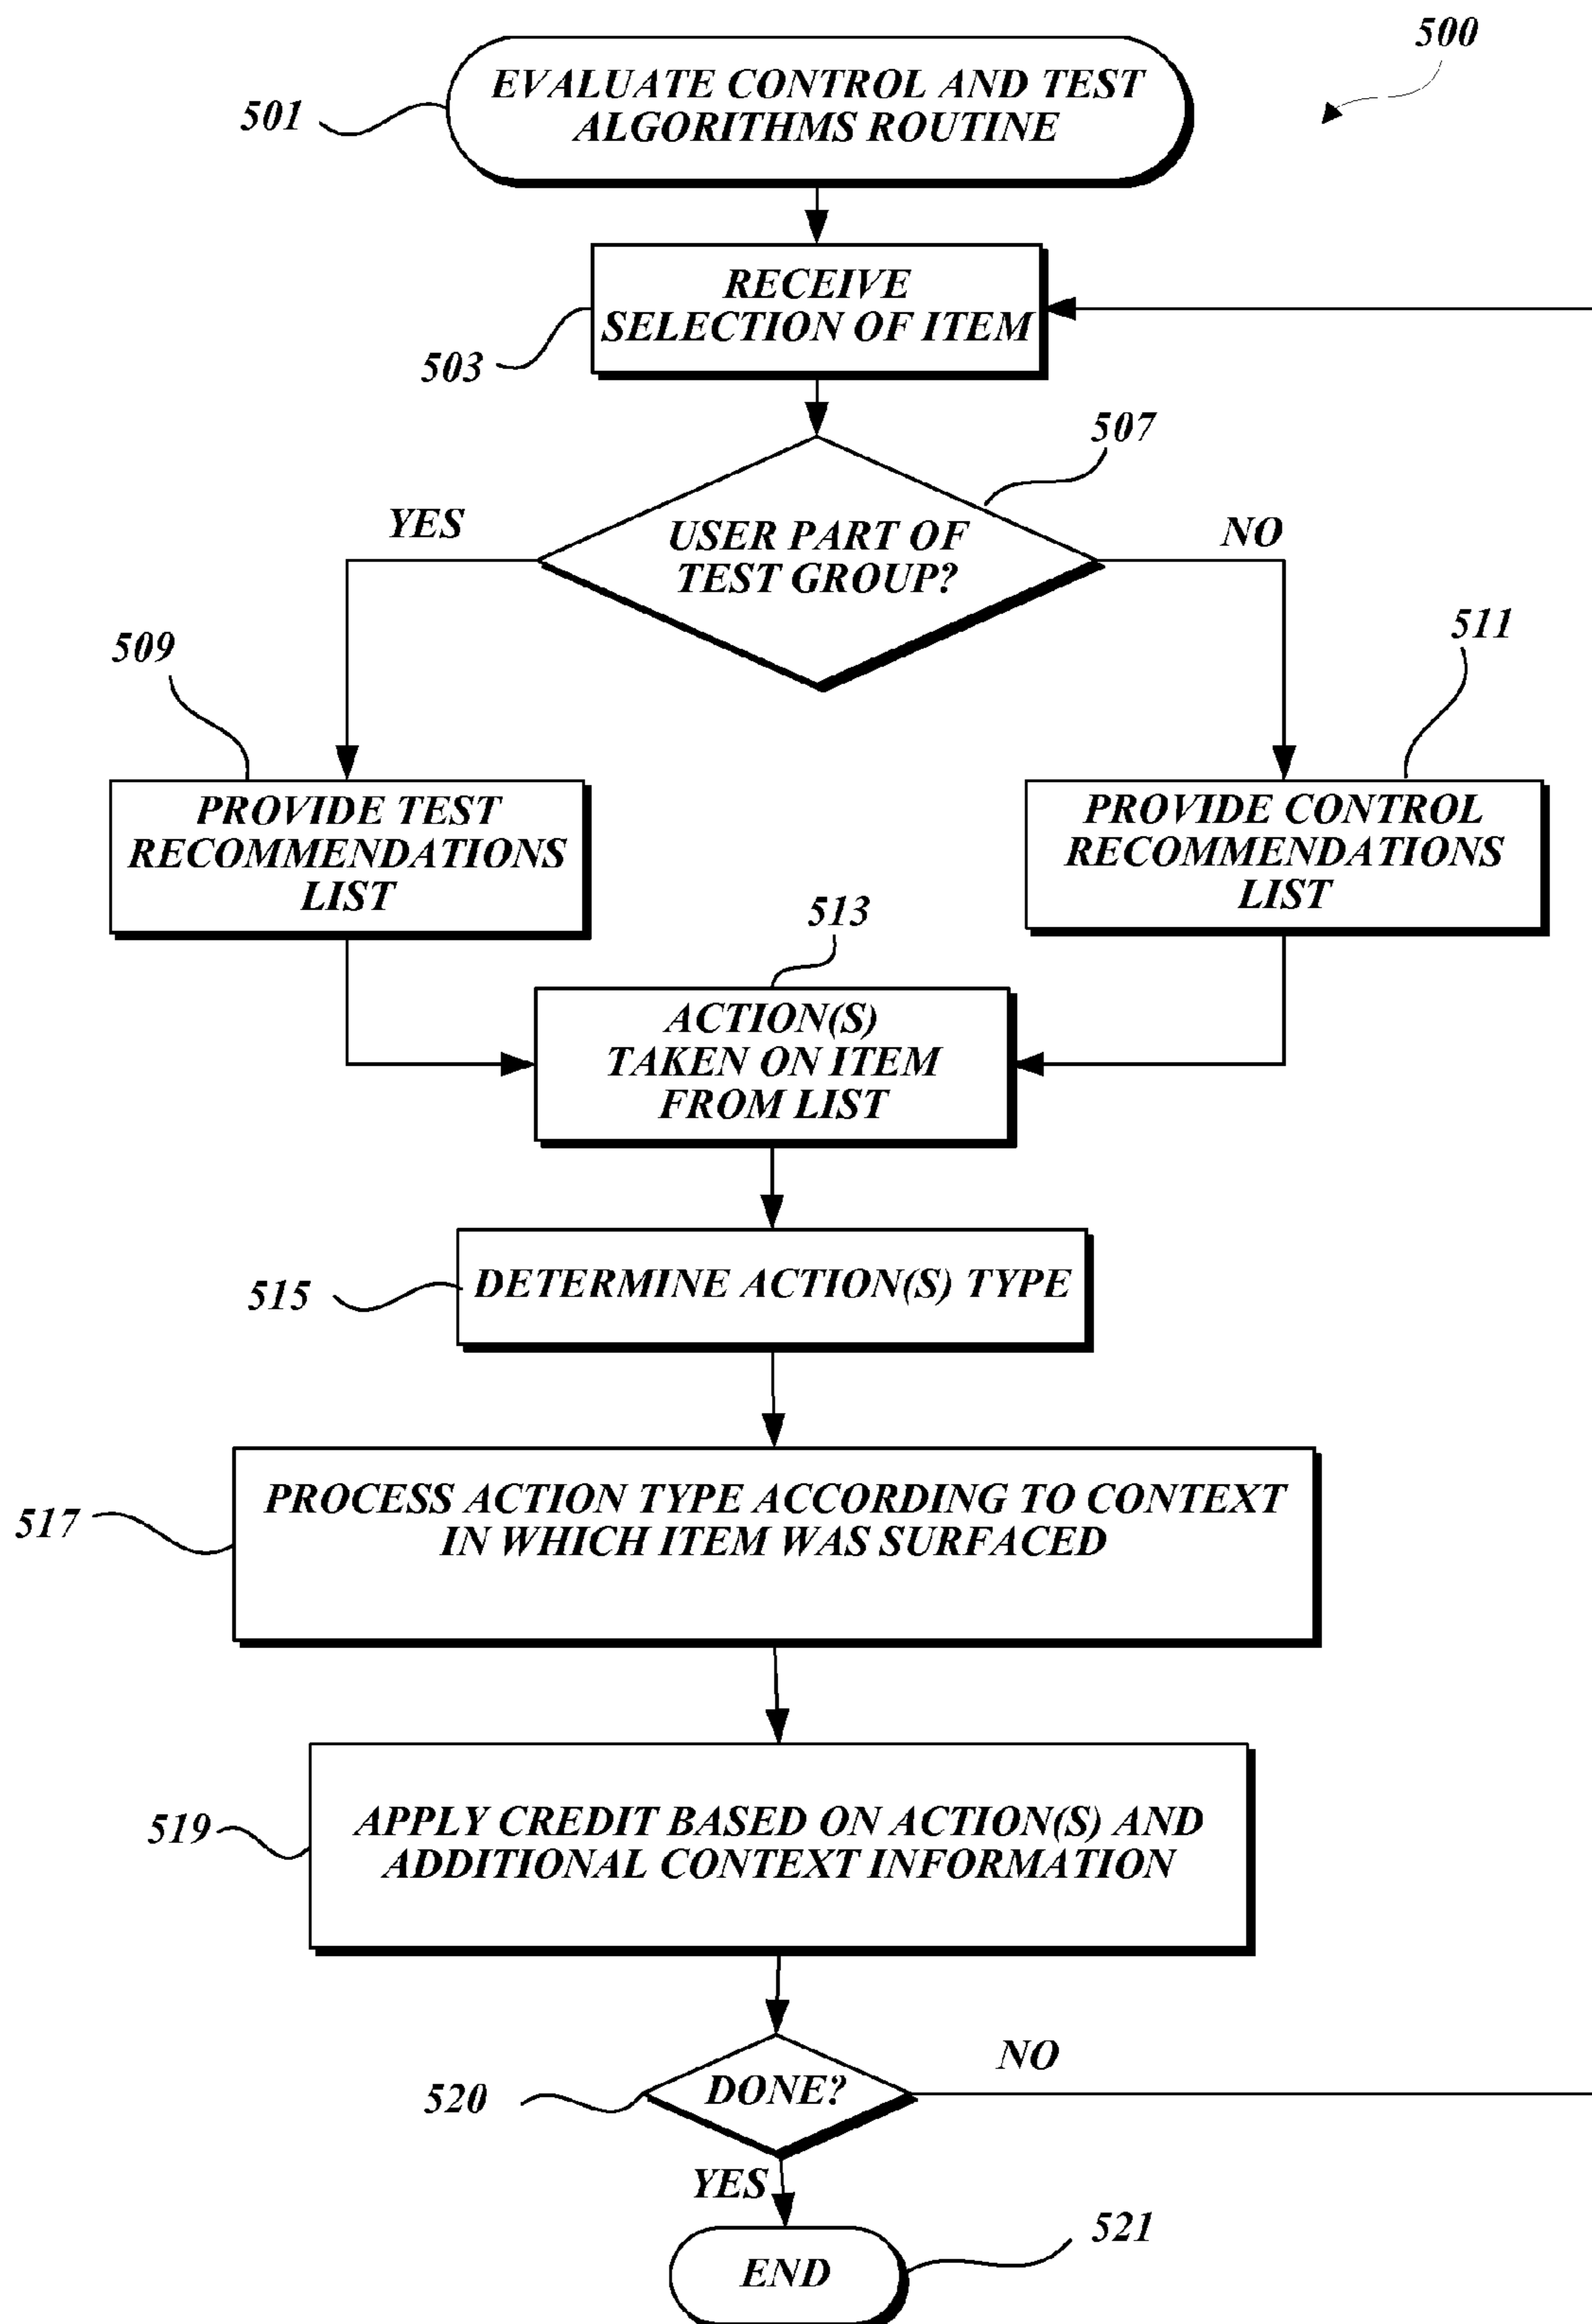 500
EVALUATE CONTROL AND TEST
ALGORITHMS ROUTINE
501
RECEIVE
SELECTION OF ITEM
503
507
USER PART OF
TEST GROUP?
YES
NO
509
511
PROVIDE TEST
RECOMMENDATIONS
LIST
PROVIDE CONTROL
RECOMMENDATIONS
LIST
513
ACTION(S)
TAKEN ON ITEM
FROM LIST
515
DETERMINE ACTION(S) TYPE
517
PROCESS ACTION TYPE ACCORDING TO CONTEXT
IN WHICH ITEM WAS SURFACED
519
APPLY CREDIT BASED ON ACTION(S) AND
ADDITIONAL CONTEXT INFORMATION
520
DONE?
NO
YES
521
END